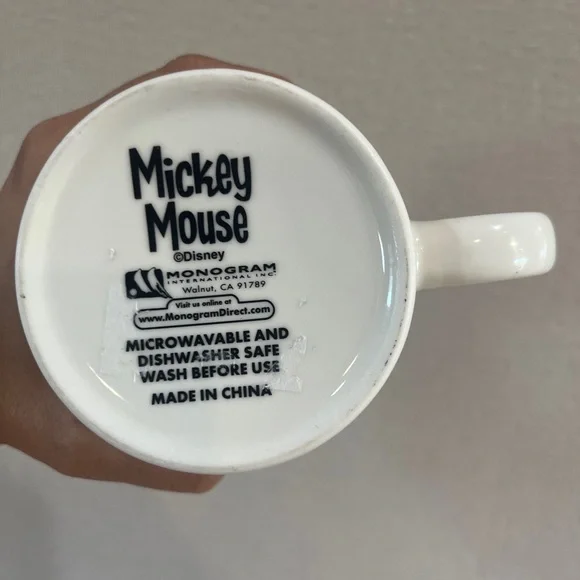 Mickey
Mouse
©Disney
MONOGRAM
INTERNATIONAL INC.
Walnut, CA 91789
Visit us online at
www.MonogramDirect.com
MICROWAVABLE AND
DISHWASHER SAFE
WASH BEFORE USE
MADE IN CHINA